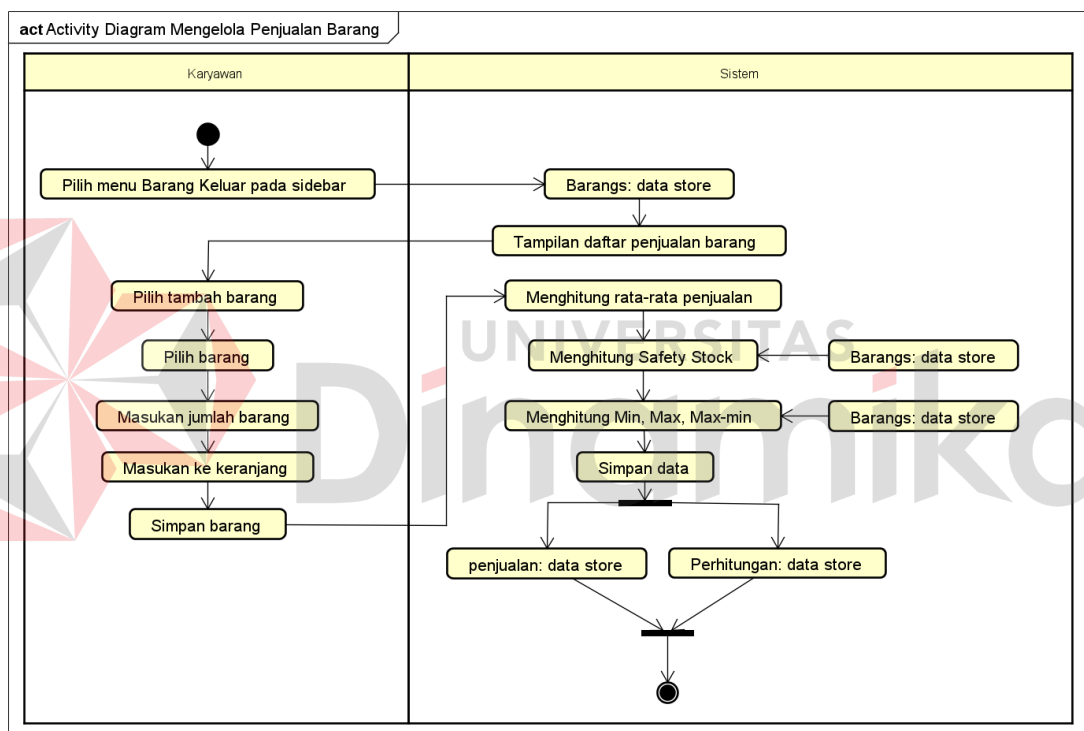 act Activity Diagram Mengelola Penjualan Barang
Karyawan
Sistem
Pilih menu Barang Keluar pada sidebar
Barangs: data store
Tampilan daftar penjualan barang
Pilih tambah barang
Menghitung rata-rata penjualan
UNIVERSITAS
Pilih barang
Menghitung Safety Stock
Barangs: data store
Dinamika
Masukan jumlah barang
Menghitung Min, Max, Max-min
Barangs: data store
Masukan ke keranjang
Simpan data
Simpan barang
penjualan: data store
Perhitungan: data store